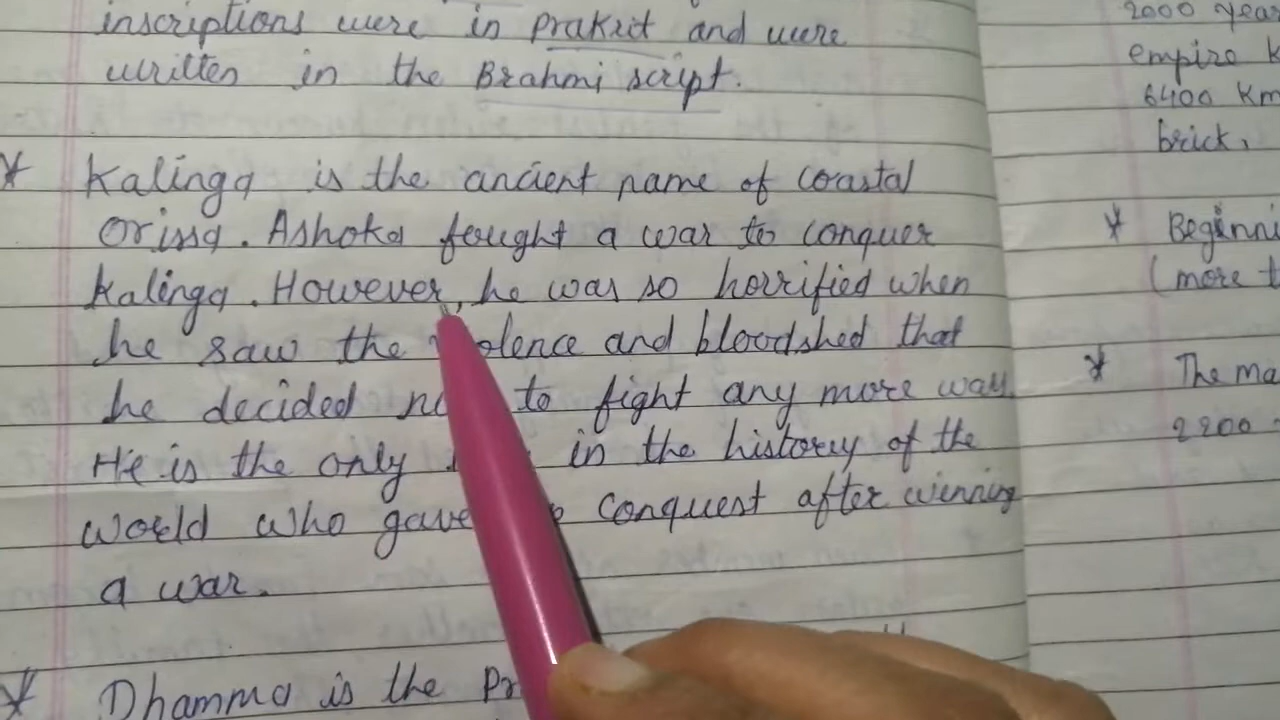 inscriptions were in Prakrit and were
written in the Brahmi script.
* Kalinga is the ancient name of coastal
Orissa. Ashoka fought a war to conquer
Kalinga. However, he was so horrified when
he saw the and bloodshed that
he decided to fight any more wars.
He is the only in the history of the
world who gave conquest after winning
a war.
* Dhamma is the
2000 year
empire
6400 Km
brick,
*
(more
* The
2200